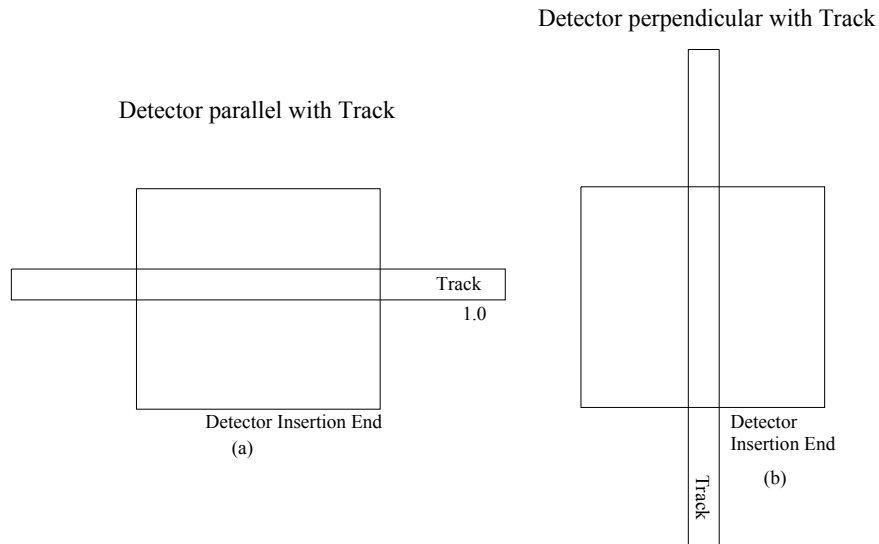 Detector perpendicular with Track
Detector parallel with Track
Track
1.0
Detector Insertion End
(a)
Detector
Insertion End
(b)
Track